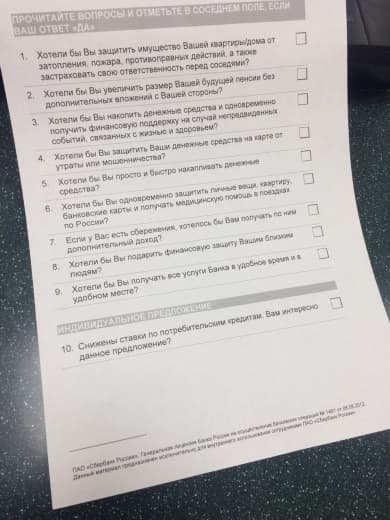 ПРОЧИТАЙТЕ ВОПРОСЫ И ОТМЕТЬТЕ В СОСЕДНЕМ ПОЛЕ, ЕСЛИ
ВАШ ОТВЕТ «ДА»
1. Хотели бы Вы защитить имущество Вашей квартиры/дома от
затопления, пожара, противоправных действий, а также
застраховать свою ответственность перед соседями?
2. Хотели бы Вы увеличить размер Вашей будущей пенсии без
дополнительных вложений с Вашей стороны?
3. Хотели бы Вы накопить денежные средства и одновременно
получить финансовую поддержку на случай непредвиденных
событий, связанных с жизнью и здоровьем?
4. Хотели бы Вы защитить Ваши денежные средства на карте от
утраты или мошенничества?
5. Хотели бы Вы просто и быстро накапливать денежные
средства?
6. Хотели бы Вы одновременно защитить личные вещи, квартиру,
банковские карты и получать медицинскую помощь в поездках
по России?
7. Если у Вас есть сбережения, хотелось бы Вам получать по ним
дополнительный доход?
8. Хотели бы Вы подарить финансовую защиту Вашим близким
людям?
9. Хотели бы Вы получать все услуги Банка в удобное время и в
удобном месте?
ИНДИВИДУАЛЬНОЕ ПРЕДЛОЖЕНИЕ
10. Снижены ставки по потребительским кредитам. Вам интересно
данное предложение?
ПАО «Сбербанк России». Генеральная лицензия Банка России на осуществление банковских операций № 1481 от 08.08.2012.
Данный материал предназначен исключительно для внутреннего использования сотрудниками ПАО «Сбербанк России».